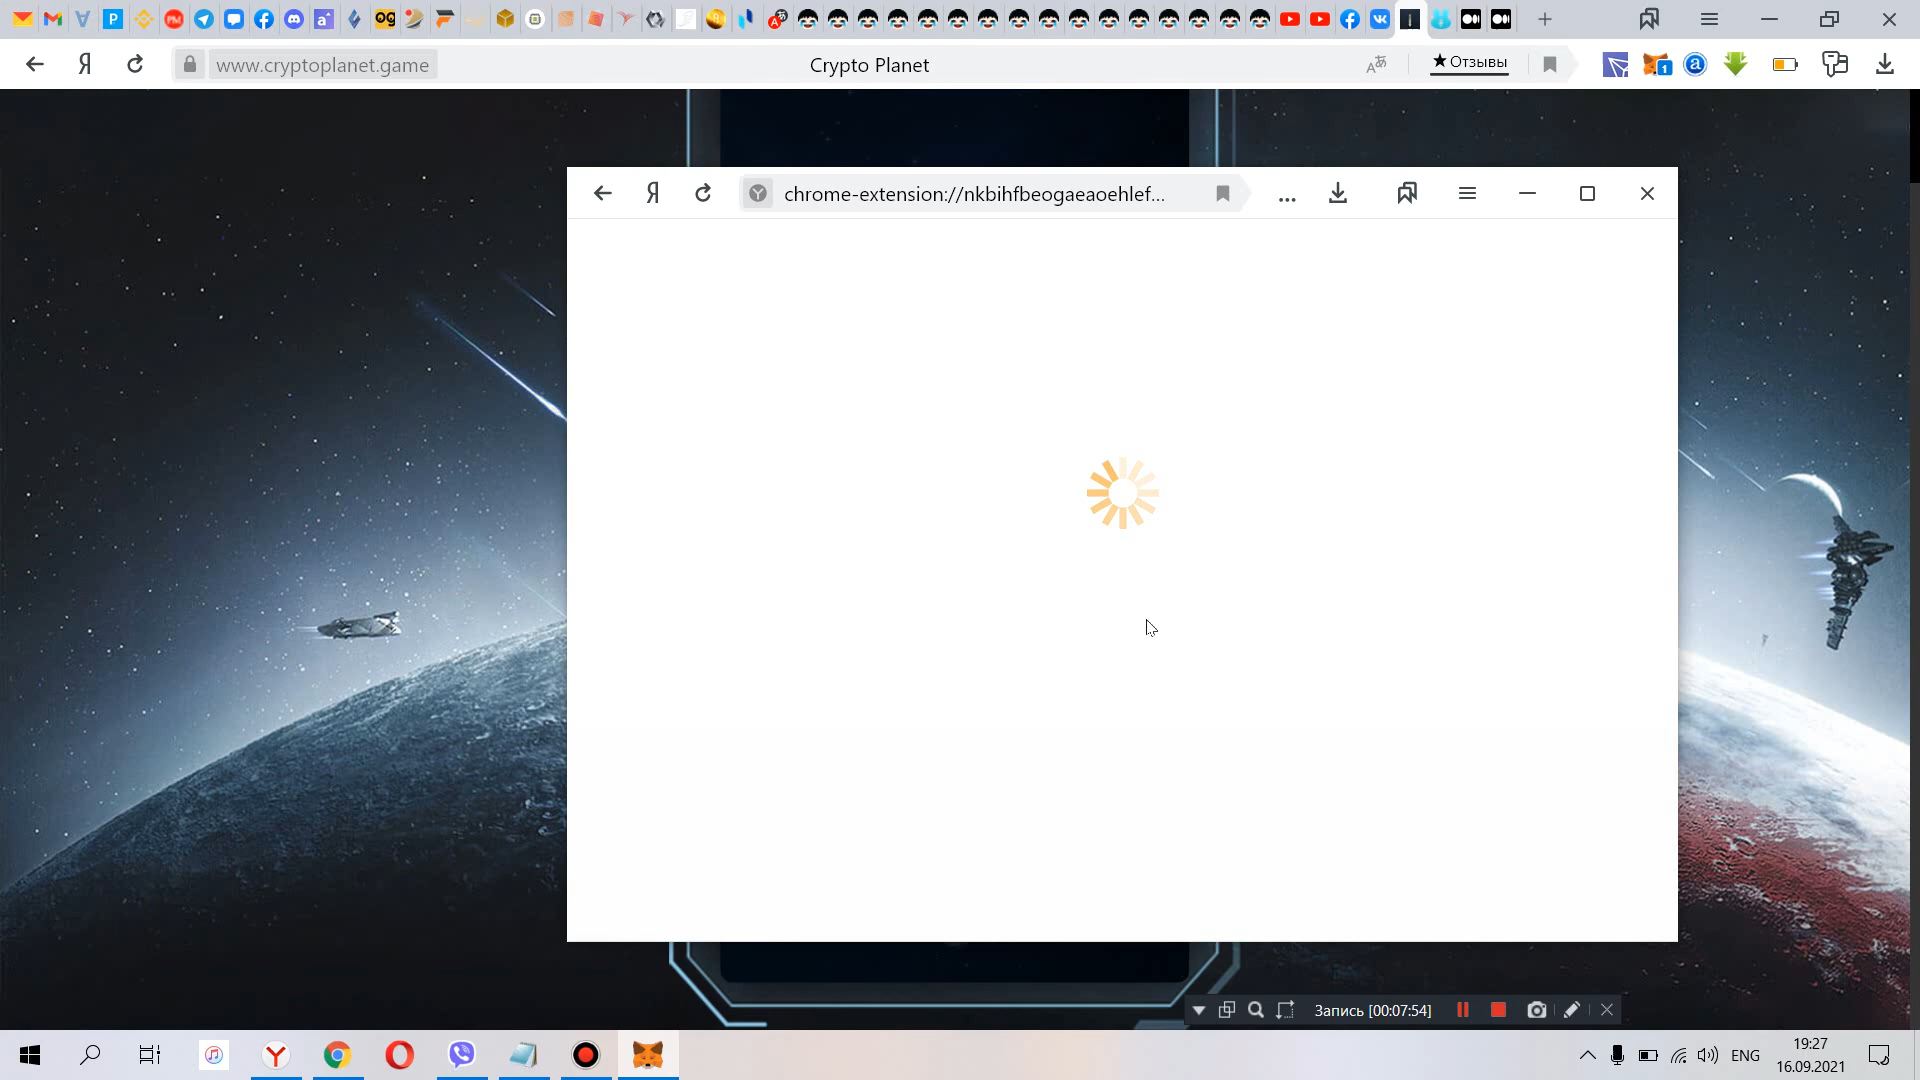 www.cryptoplanet.game
Crypto Planet
★Отзывы
1
chrome-extension://nkbihfbeogaeaoehlef...
Запись [00:07:54]
ENG
19:27
16.09.2021